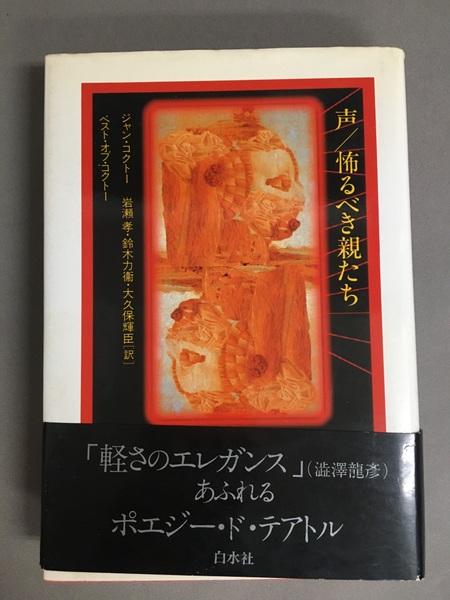 声／怖るべき親たち
ジャン・コクトー 岩瀬孝・鈴木力衞・大久保輝臣[訳]
ベスト・オブ・コクトー
「軽さのエレガンス」(澁澤龍彥)
あふれる
ポエジー・ド・テアトル
白水社